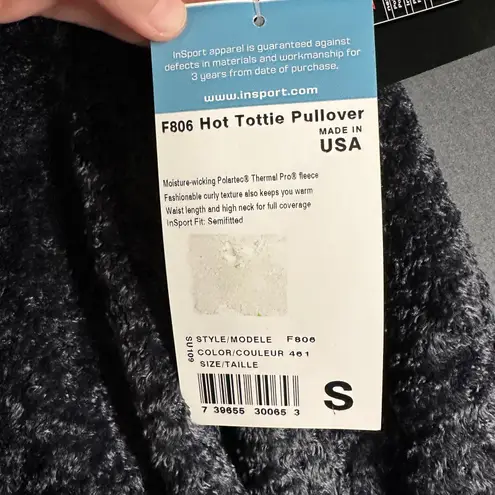 InSport apparel is guaranteed against
defects in materials and workmanship for
3 years from date of purchase.
www.insport.com
F806 Hot Tottie Pullover
MADE IN
USA
Moisture-wicking Polartec® Thermal Pro® fleece
Fashionable curly texture also keeps you warm
Waist length and high neck for full coverage
InSport Fit: Semifitted
SU109
STYLE/MODELE F806
COLOR/COULEUR 461
SIZE/TAILLE
S
7 39655 30065 3